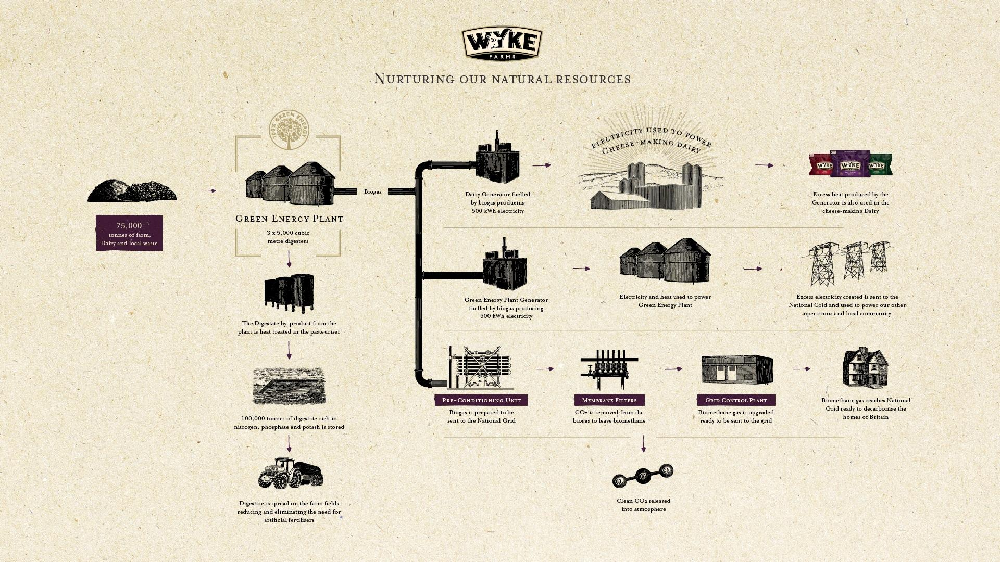 WYKE
FARMS
Nurturing our natural resources
75,000
tonnes of farm,
Dairy and local waste
100% GREEN ENERGY
Green Energy Plant
3 x 5,000 cubic
metre digesters
The Digestate by-product from the
plant is heat treated in the pasteuriser
100,000 tonnes of digestate rich in
nitrogen, phosphate and potash is stored
Digestate is spread on the farm fields
reducing and eliminating the need for
artificial fertilisers
Biogas
Dairy Generator fuelled
by biogas producing
500 kWh electricity
Electricity used to power
Cheese-making dairy
WYKE
WYKE
WYKE
Excess heat produced by the
Generator is also used in the
cheese-making Dairy
Green Energy Plant Generator
fuelled by biogas producing
500 kWh electricity
Electricity and heat used to power
Green Energy Plant
Excess electricity created is sent to the
National Grid and used to power our other
operations and local community
Pre-Conditioning Unit
Biogas is prepared to be
sent to the National Grid
Membrane Filters
CO2 is removed from the
biogas to leave biomethane
Grid Control Plant
Biomethane gas is upgraded
ready to be sent to the grid
Biomethane gas reaches National
Grid ready to decarbonise the
homes of Britain
O C O
Clean CO2 released
into atmosphere